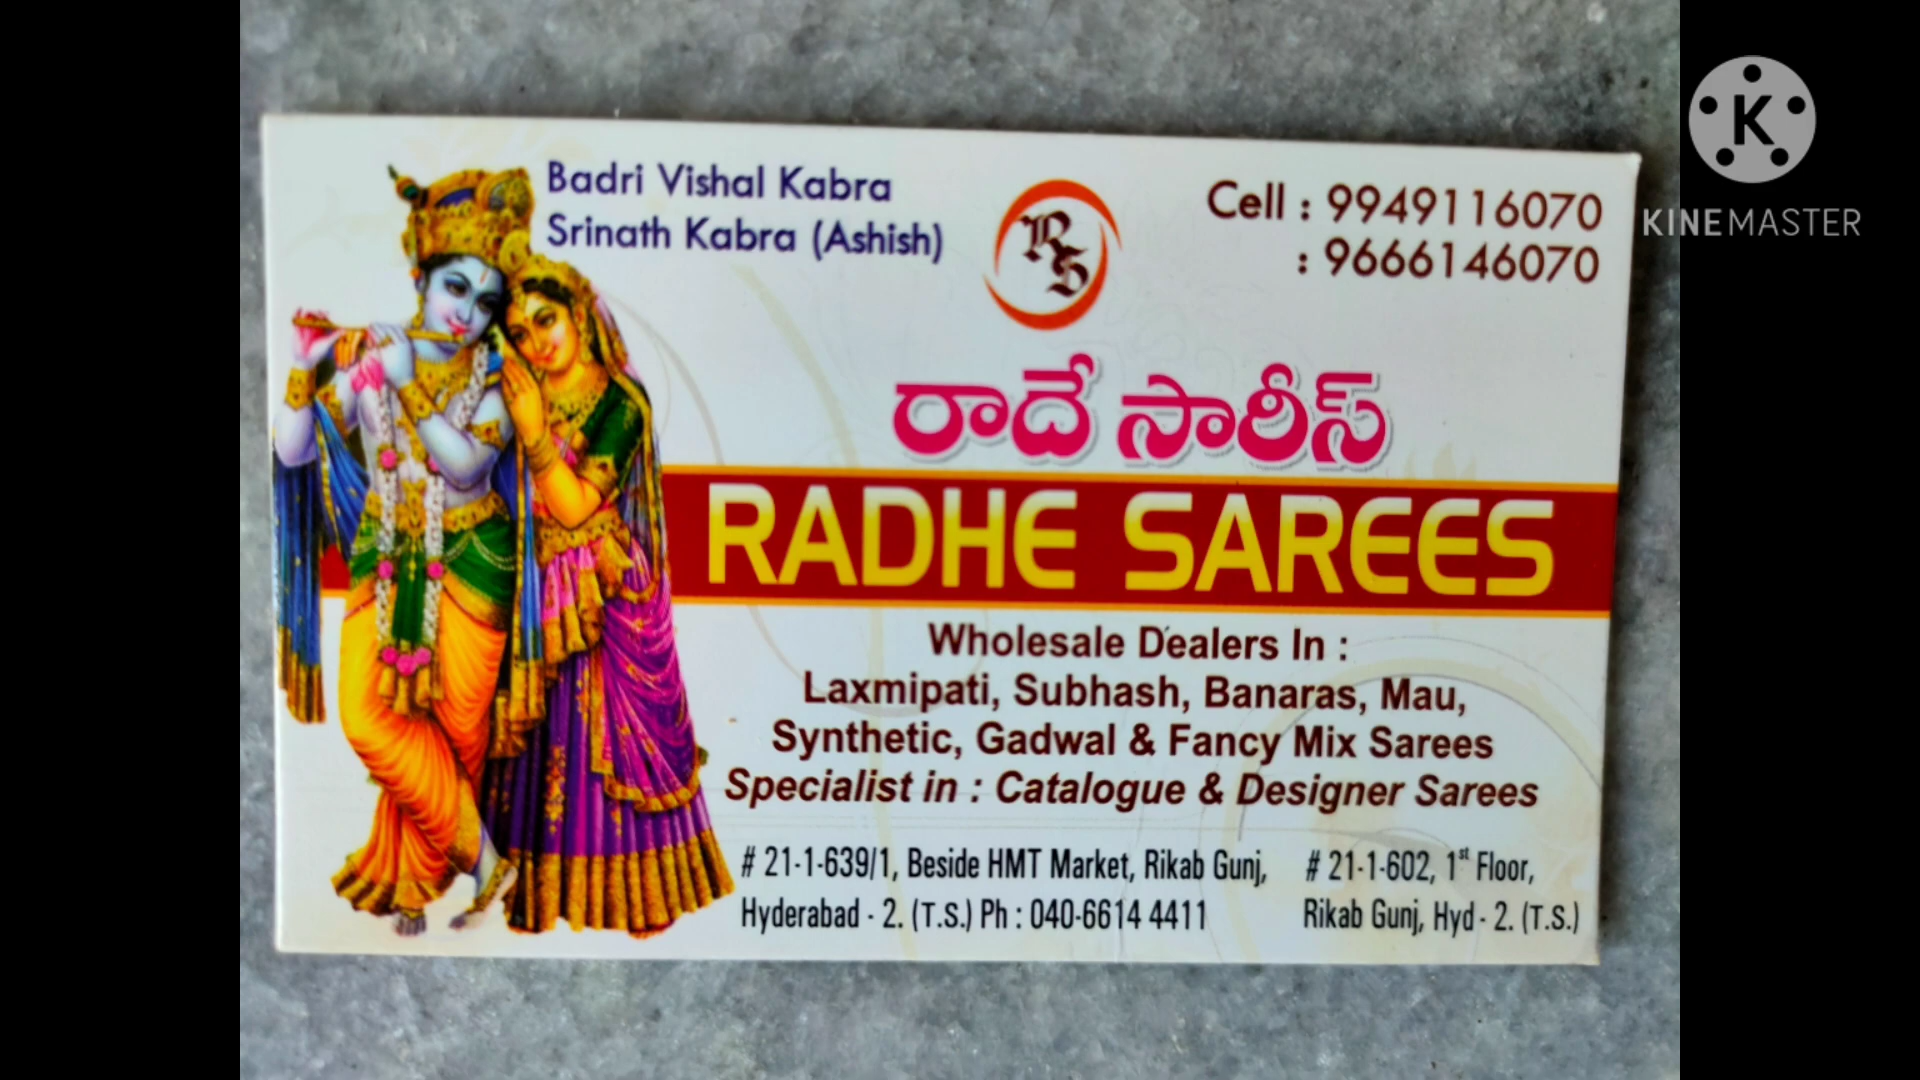 Badri Vishal Kabra
Srinath Kabra (Ashish)
RS
Cell : 9949116070
: 9666146070
రాదే సారీస్
RADHE SAREES
Wholesale Dealers In :
Laxmipati, Subhash, Banaras, Mau,
Synthetic, Gadwal & Fancy Mix Sarees
Specialist in : Catalogue & Designer Sarees
# 21-1-639/1, Beside HMT Market, Rikab Gunj,
Hyderabad - 2. (T.S.) Ph : 040-6614 4411
# 21-1-602, 1st Floor,
Rikab Gunj, Hyd - 2. (T.S.)
K
KINEMASTER